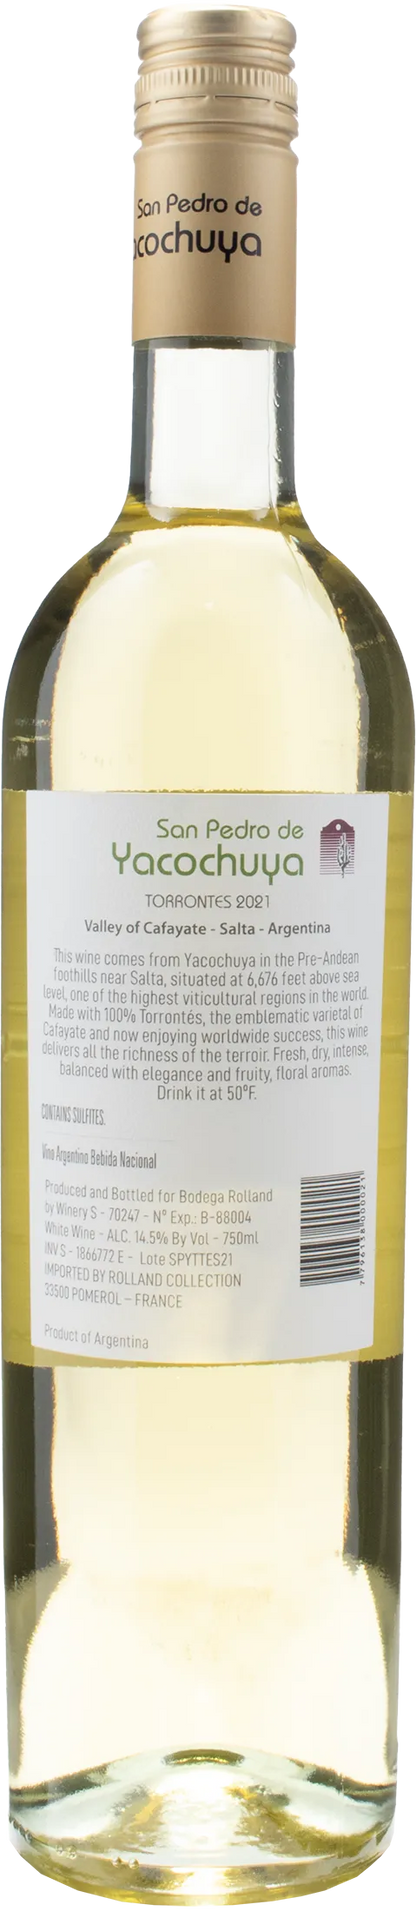 San Pedro de
acochuya
San Pedro de
Yacochuya
TORRONTES 2021
Valley of Cafayate - Salta - Argentina
This wine comes from Yacochuya in the Pre-Andean
foothills near Salta, situated at 6,676 feet above sea
level, one of the highest viticultural regions in the world.
Made with 100% Torrontés, the emblematic varietal of
Cafayate and now enjoying worldwide success, this wine
delivers all the richness of the terroir. Fresh, dry, intense,
balanced with elegance and fruity, floral aromas.
Drink it at 50°F.
CONTAINS SULFITES.
Vino Argentino Bebida Nacional
Produced and Bottled for Bodega Rolland
by Winery S - 70247 - N° Exp.: B-88004
White Wine - ALC. 14.5% By Vol - 750ml
INV S - 1866772 E - Lote SPYTTES21
IMPORTED BY ROLLAND COLLECTION
33500 POMEROL – FRANCE
Product of Argentina
7 796138 000021